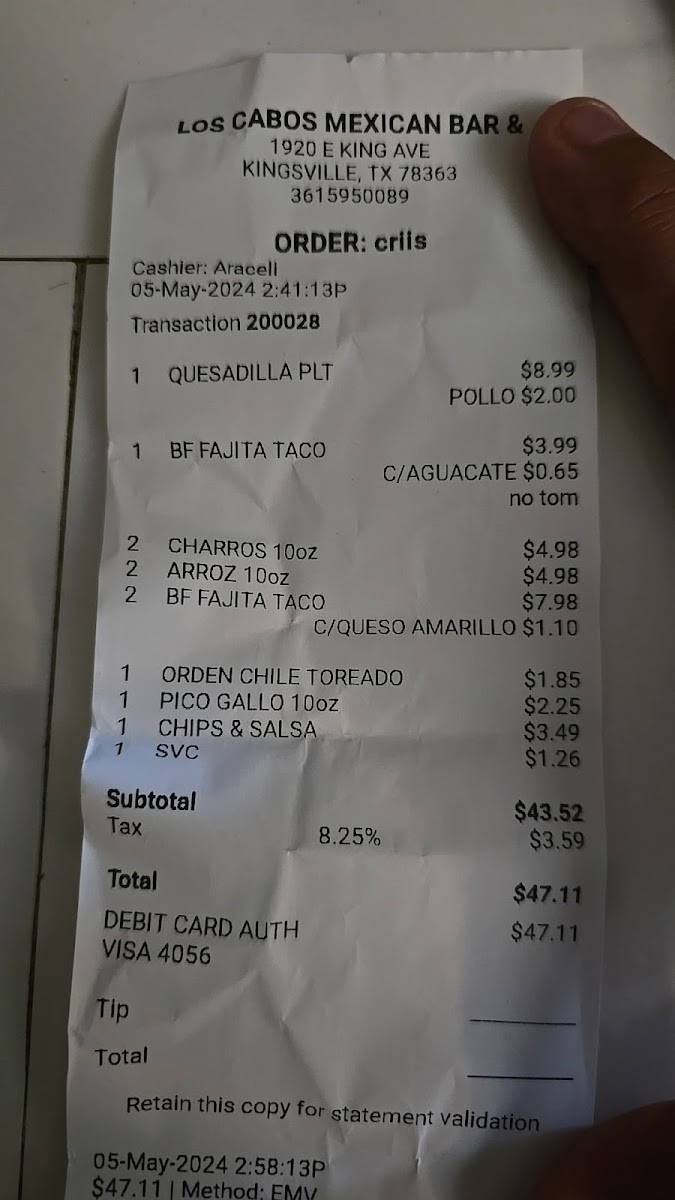 LOS CABOS MEXICAN BAR &
1920 E KING AVE
KINGSVILLE, TX 78363
3615950089
ORDER: criis
Cashier: Araceli
05-May-2024 2:41:13P
Transaction 200028
1 QUESADILLA PLT $8.99
POLLO $2.00
1 BF FAJITA TACO $3.99
C/AGUACATE $0.65
no tom
2 CHARROS 10oz $4.98
2 ARROZ 10oz $4.98
2 BF FAJITA TACO $7.98
C/QUESO AMARILLO $1.10
1 ORDEN CHILE TOREADO $1.85
1 PICO GALLO 10oz $2.25
1 CHIPS & SALSA $3.49
1 SVC $1.26
Subtotal $43.52
Tax 8.25% $3.59
Total $47.11
DEBIT CARD AUTH $47.11
VISA 4056
Tip
Total
Retain this copy for statement validation
05-May-2024 2:58:13P
$47.11 | Method: EMV